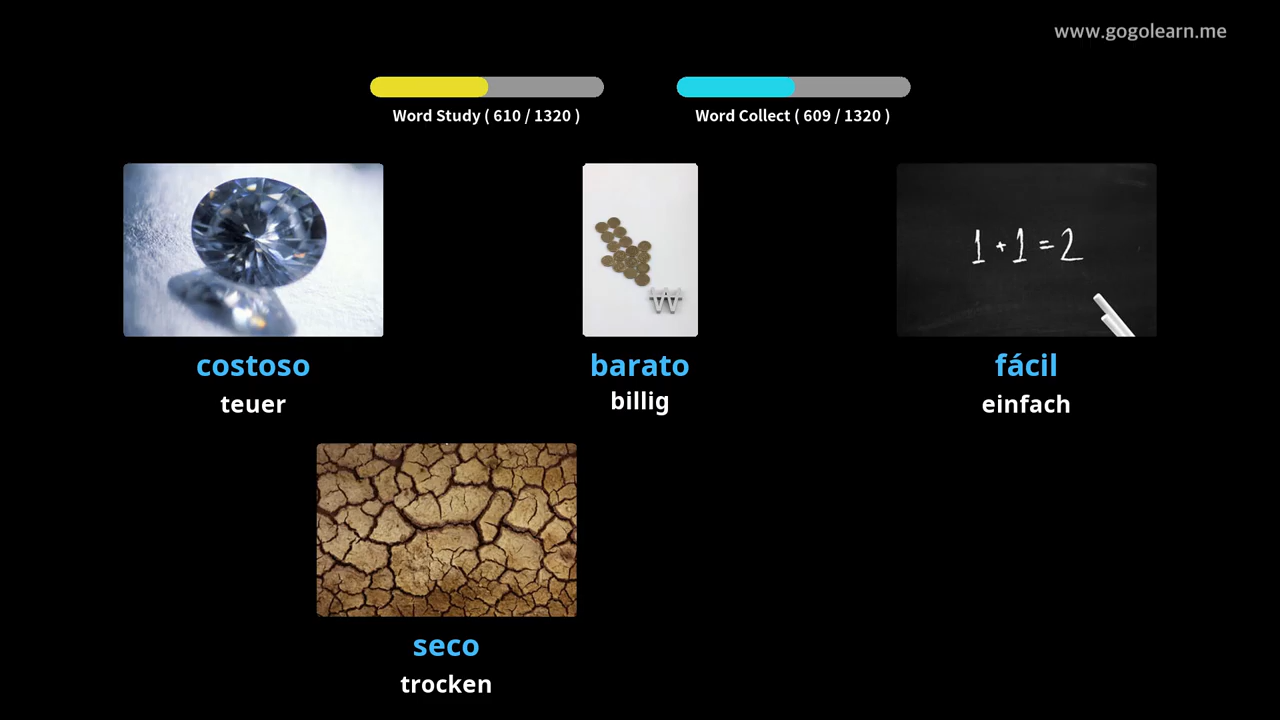 www.gogolearn.me
Word Study ( 610 / 1320 )
Word Collect ( 609 / 1320 )
1 + 1 = 2
₩
costoso
teuer
barato
billig
fácil
einfach
seco
trocken